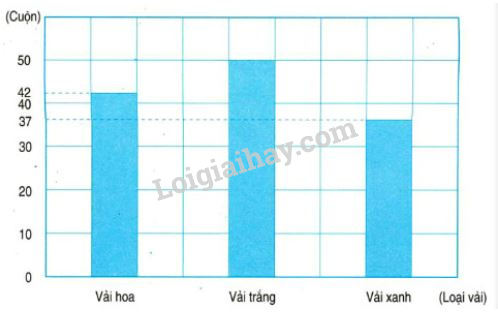 (Cuộn)
50
42
40
37
30
20
10
0
Vải hoa
Vải trắng
Vải xanh
(Loại vải)
Loigiaihay.com